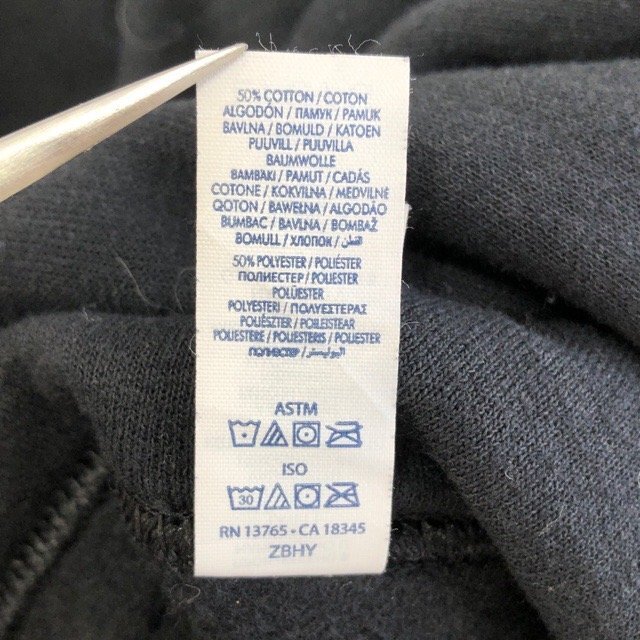 50% COTTON / COTON
ALGODÓN / ПАМУК / PAMUK
BAVLNA / BOMULD / KATOEN
PUUVILL / PUUVILLA
BAUMWOLLE
BAMBAKI / PAMUT / CADÁS
COTONE / KOKVILNA / MEDVILNĖ
QOTON / BAWEŁNA / ALGODÃO
BUMBAC / BAVLNA / BOMBAŽ
BOMULL / ХЛОПОК / القطن
50% POLYESTER / POLIÉSTER
ПОЛИЕСТЕР / POLIESTER
POLÜESTER
POLYESTERI / ΠΟΛΥΕΣΤΕΡΑΣ
POLIÉSZTER / POILEISTEAR
POLIESTERE / POLIESTERIS / POLIESTER
ПОЛИЭСТЕР / البوليستر
ASTM
ISO
30
RN 13765 - CA 18345
ZBHY